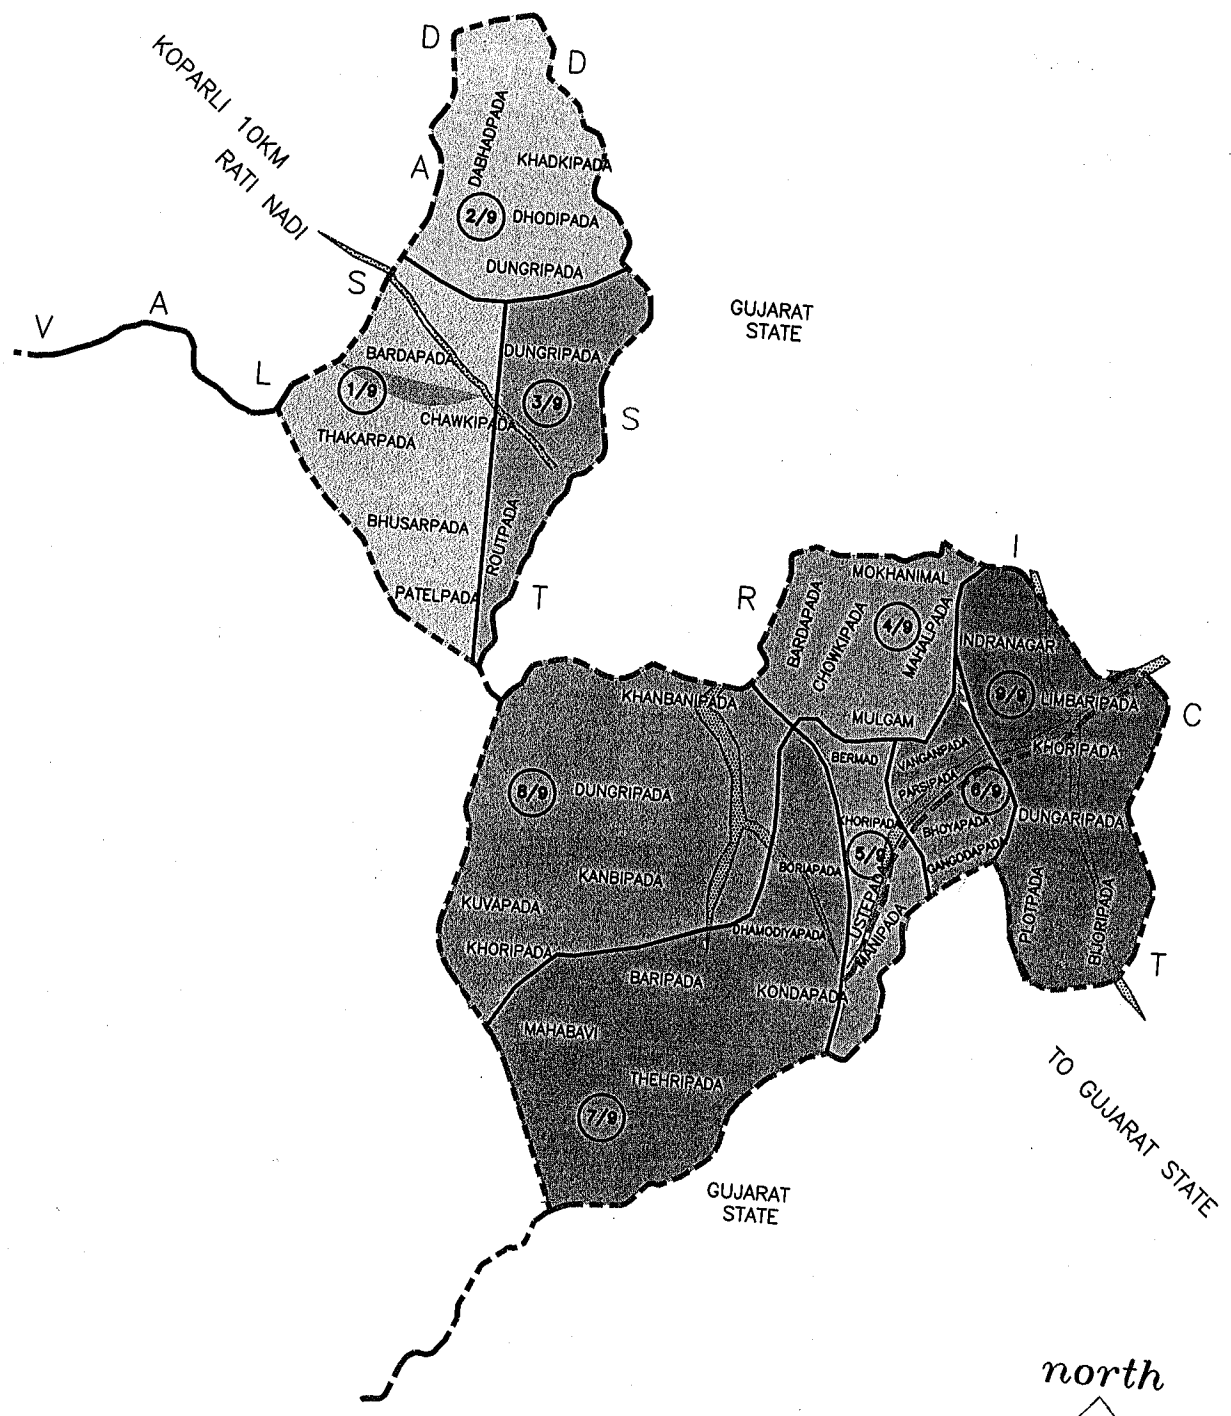 D
D
KOPARLI 10KM
RATI NADI
DABHADPADA
KHADKIPADA
A
2/9
DHODIPADA
DUNGRIPADA
S
GUJARAT
STATE
V
A
L
BARDAPADA
DUNGRIPADA
1/9
3/9
CHAWKIPADA
S
THAKARPADA
BHUSARPADA
ROUTPADA
PATELPADA
T
R
I
MOKHANIMAL
BARDAPADA
CHOWKIPADA
4/9
MAHALPADA
INDRANAGAR
KHANBANIPADA
9/9
LIMBARIPADA
C
MULGAM
BERMAD
VANGANPADA
KHORIPADA
PARSIPADA
6/9
8/9
DUNGRIPADA
KHORIPADA
BHOYAPADA
DUNGARIPADA
5/9
GANGODAPADA
BORIAPADA
KANBIPADA
USTEPADA
PLOTPADA
BIJORIPADA
KUVAPADA
MANIPADA
DHAMODIYAPADA
KHORIPADA
T
BARIPADA
KONDAPADA
MAHABAVI
THEHRIPADA
7/9
TO GUJARAT STATE
GUJARAT
STATE
north